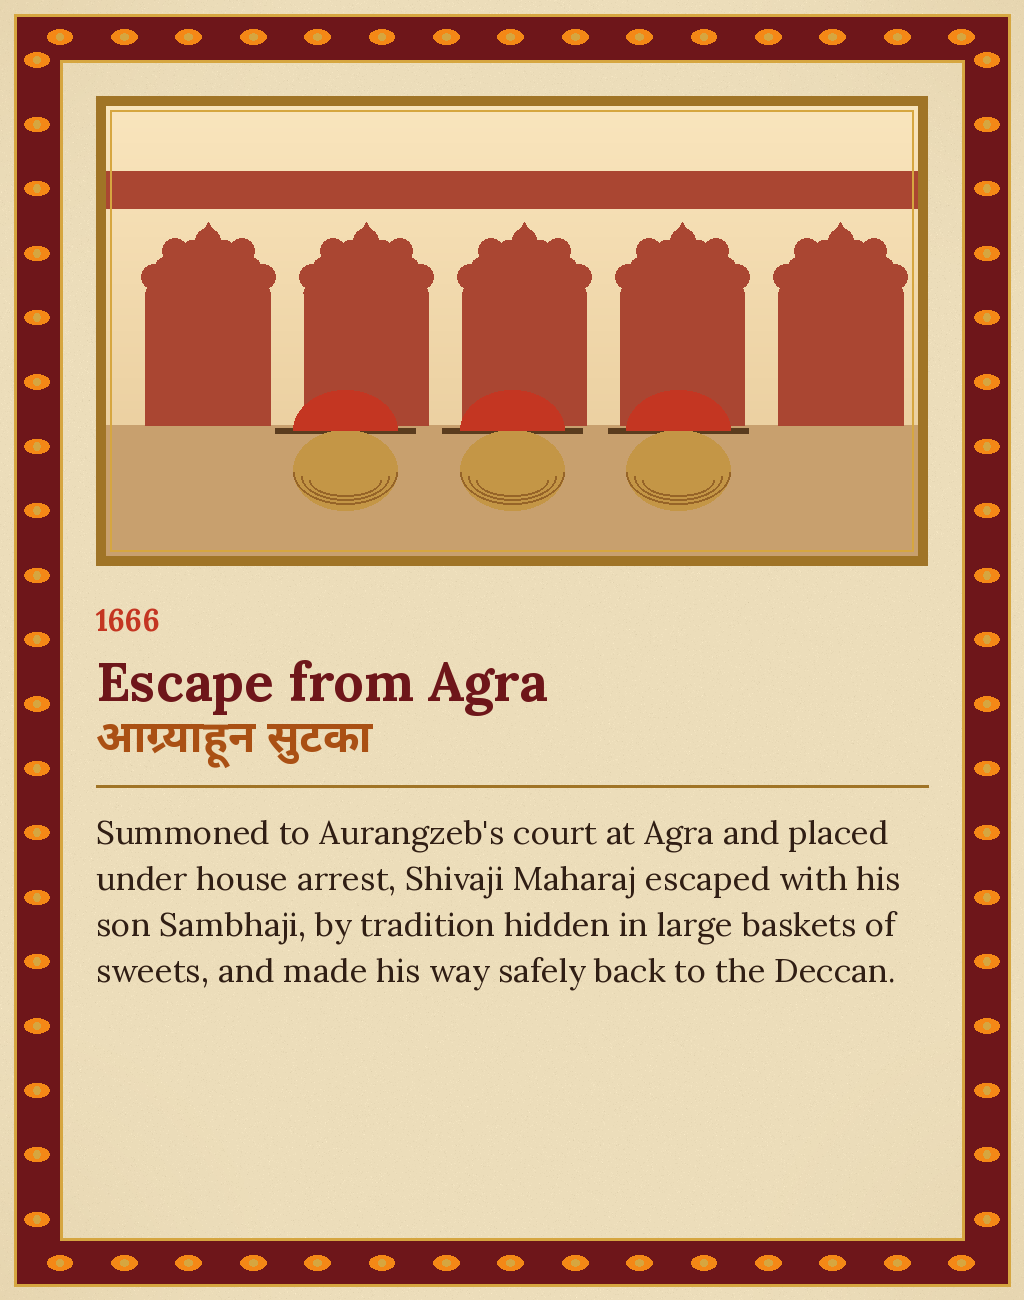 1666
Escape from Agra
आग्र्याहून सुटका
Summoned to Aurangzeb's court at Agra and placed
under house arrest, Shivaji Maharaj escaped with his
son Sambhaji, by tradition hidden in large baskets of
sweets, and made his way safely back to the Deccan.